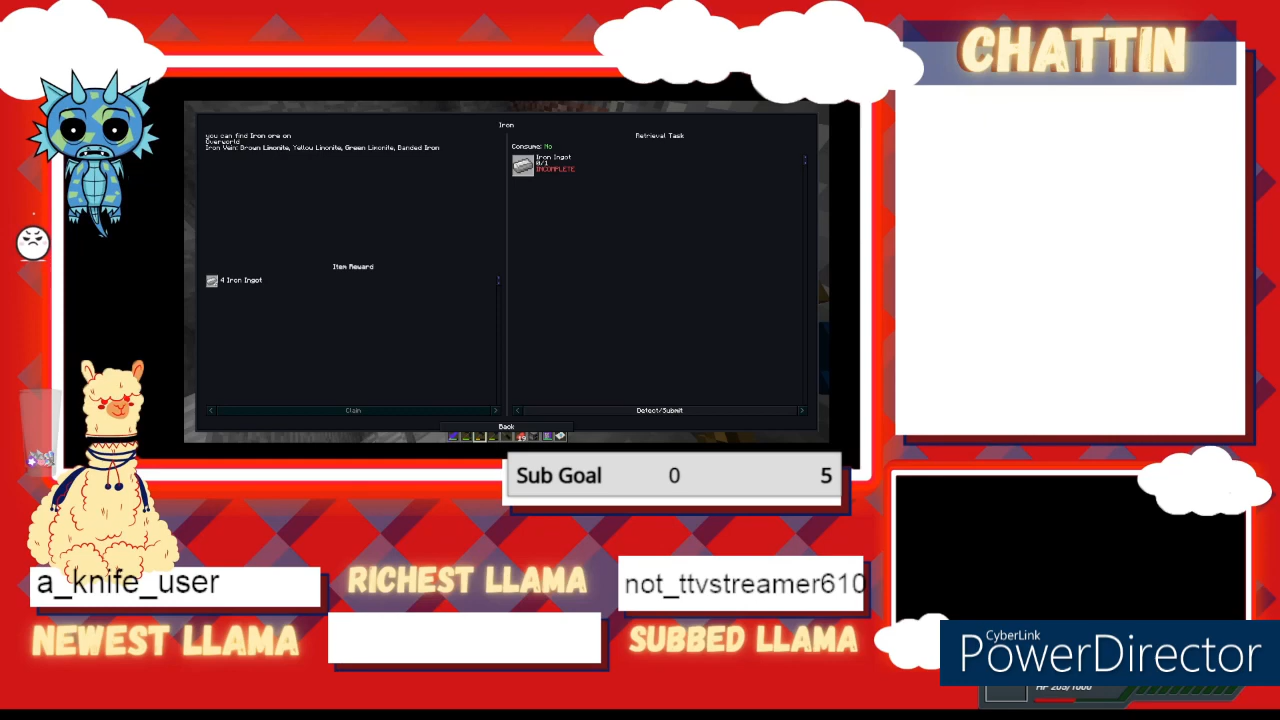 CHATTIN
Iron
you can find Iron ore on
Overworld
Iron Vein: Brown Limonite, Yellow Limonite, Green Limonite, Banded Iron
Retrieval Task
Consume: No
Iron Ingot
0/1
INCOMPLETE
Item Reward
4 Iron Ingot
Claim
Detect/Submit
Back
Sub Goal 0 5
a_knife_user
NEWEST LLAMA
RICHEST LLAMA
not_ttvstreamer610
SUBBED LLAMA
CyberLink
PowerDirector